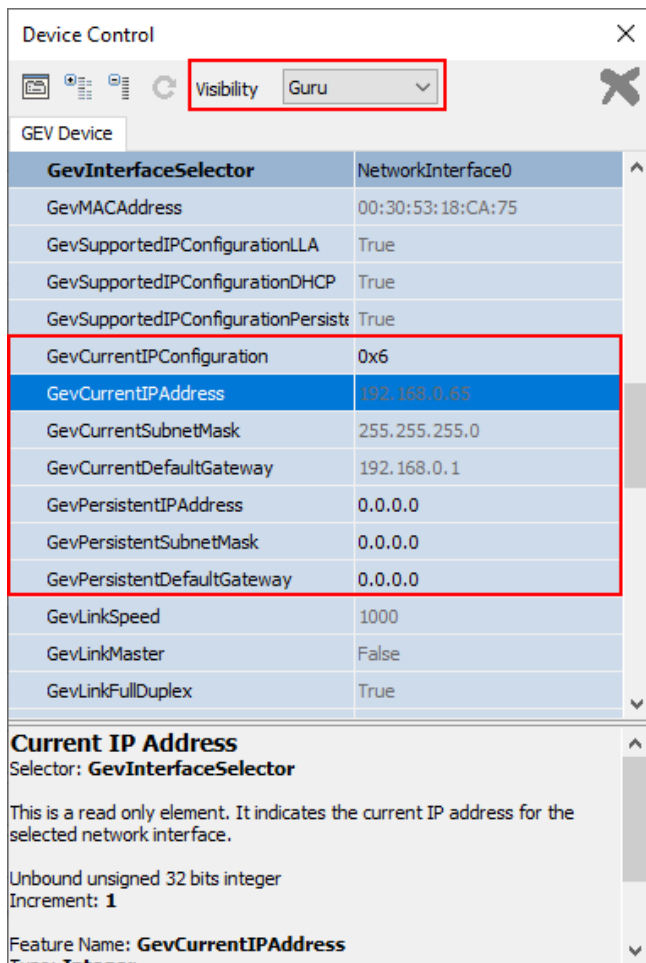 Device Control
Visibility Guru
GEV Device
GevInterfaceSelector NetworkInterface0
GevMACAddress 00:30:53:18:CA:75
GevSupportedIPConfigurationLLA True
GevSupportedIPConfigurationDHCP True
GevSupportedIPConfigurationPersiste True
GevCurrentIPConfiguration 0x6
GevCurrentIPAddress 192.168.0.65
GevCurrentSubnetMask 255.255.255.0
GevCurrentDefaultGateway 192.168.0.1
GevPersistentIPAddress 0.0.0.0
GevPersistentSubnetMask 0.0.0.0
GevPersistentDefaultGateway 0.0.0.0
GevLinkSpeed 1000
GevLinkMaster False
GevLinkFullDuplex True
Current IP Address
Selector: GevInterfaceSelector
This is a read only element. It indicates the current IP address for the
selected network interface.
Unbound unsigned 32 bits integer
Increment: 1
Feature Name: GevCurrentIPAddress
Type: Integer